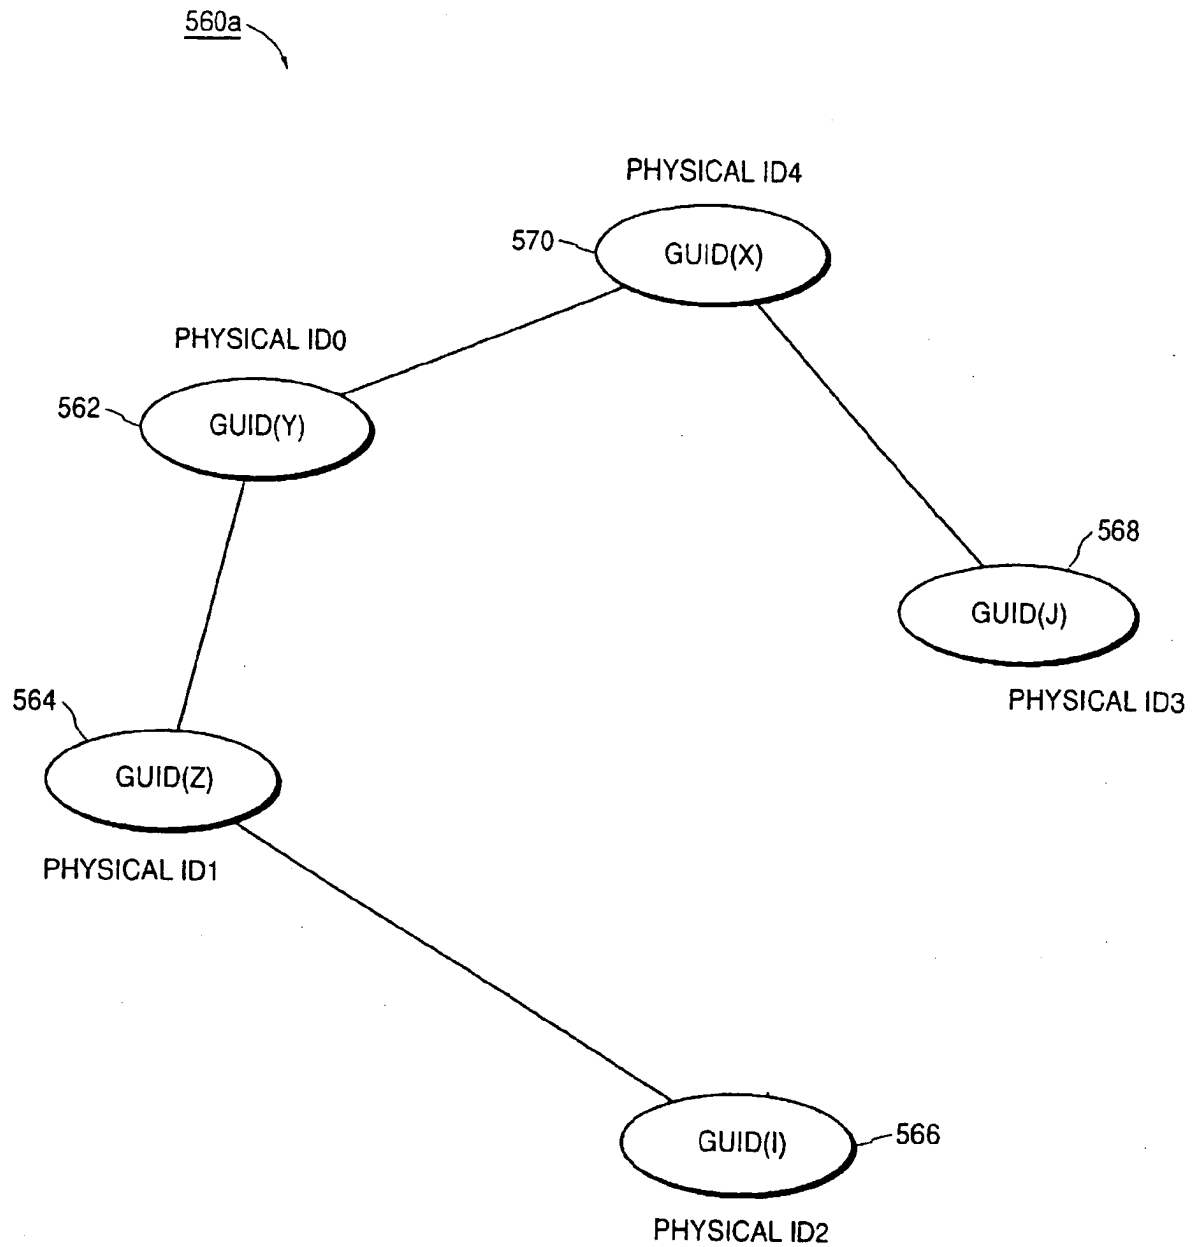 560a
PHYSICAL ID4
570
GUID(X)
PHYSICAL ID0
562
GUID(Y)
568
GUID(J)
PHYSICAL ID3
564
GUID(Z)
PHYSICAL ID1
GUID(I)
566
PHYSICAL ID2